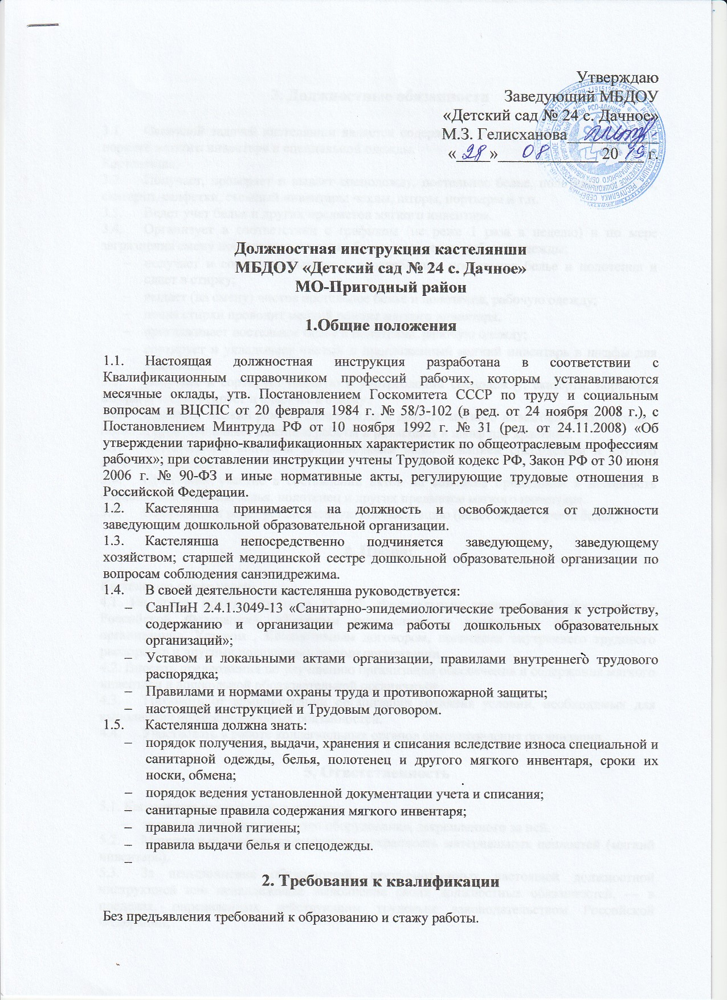 Утверждаю
Заведующий МБДОУ
«Детский сад № 24 с. Дачное»
М.З. Гелисханова
«28» 08 2019 г.
Должностная инструкция кастелянши
МБДОУ «Детский сад № 24 с. Дачное»
МО-Пригодный район
1.Общие положения
1.1. Настоящая должностная инструкция разработана в соответствии с
Квалификационным справочником профессий рабочих, которым устанавливаются
месячные оклады, утв. Постановлением Госкомитета СССР по труду и социальным
вопросам и ВЦСПС от 20 февраля 1984 г. № 58/3-102 (в ред. от 24 ноября 2008 г.), с
Постановлением Минтруда РФ от 10 ноября 1992 г. № 31 (ред. от 24.11.2008) «Об
утверждении тарифно-квалификационных характеристик по общеотраслевым профессиям
рабочих»; при составлении инструкции учтены Трудовой кодекс РФ, Закон РФ от 30 июня
2006 г. № 90-ФЗ и иные нормативные акты, регулирующие трудовые отношения в
Российской Федерации.
1.2. Кастелянша принимается на должность и освобождается от должности
заведующим дошкольной образовательной организации.
1.3. Кастелянша непосредственно подчиняется заведующему, заведующему
хозяйством; старшей медицинской сестре дошкольной образовательной организации по
вопросам соблюдения санэпидрежима.
1.4. В своей деятельности кастелянша руководствуется:
– СанПиН 2.4.1.3049-13 «Санитарно-эпидемиологические требования к устройству,
содержанию и организации режима работы дошкольных образовательных
организаций»;
– Уставом и локальными актами организации, правилами внутреннего трудового
распорядка;
– Правилами и нормами охраны труда и противопожарной защиты;
– настоящей инструкцией и Трудовым договором.
1.5. Кастелянша должна знать:
– порядок получения, выдачи, хранения и списания вследствие износа специальной и
санитарной одежды, белья, полотенец и другого мягкого инвентаря, сроки их
носки, обмена;
– порядок ведения установленной документации учета и списания;
– санитарные правила содержания мягкого инвентаря;
– правила личной гигиены;
– правила выдачи белья и спецодежды.
–
2. Требования к квалификации
Без предъявления требований к образованию и стажу работы.